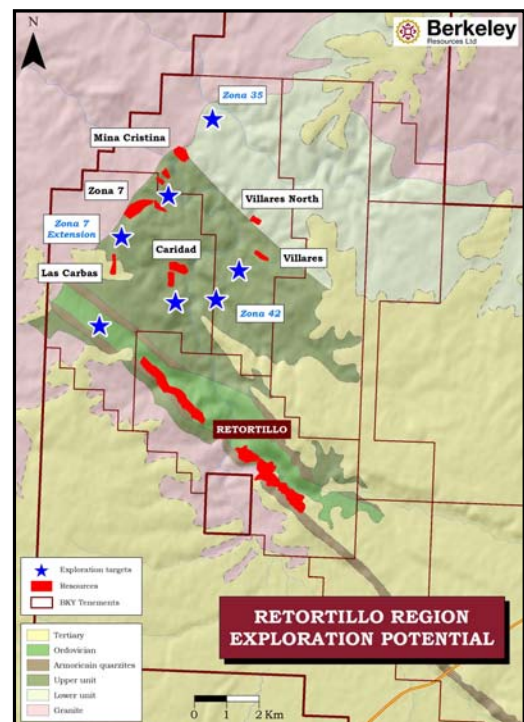 N
Berkeley
Resources Ltd
Zona 35
Mina Cristina
Zona 7
Villares North
Zona 7
Extension
Caridad
Villares
Las Carbas
Zona 42
RETORTILLO
Exploration targets
Resources
BKY Tenements
RETORTILLO REGION
EXPLORATION POTENTIAL
Tertiary
Ordovician
Armoricain quarzites
Upper unit
Lower unit
Granite
0 1 2 Km